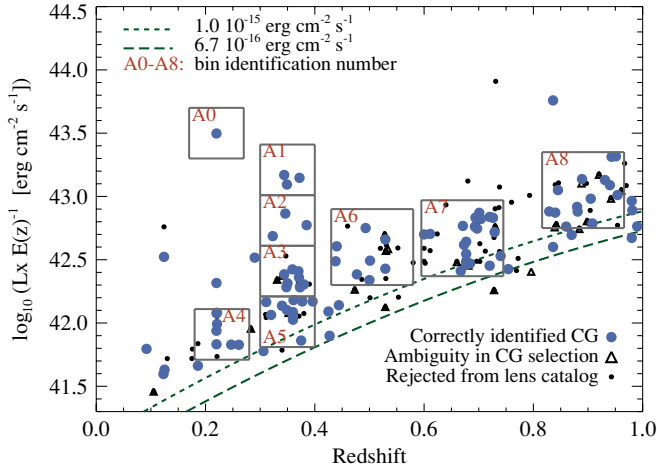 1.0 10⁻¹⁵ erg cm⁻² s⁻¹
6.7 10⁻¹⁶ erg cm⁻² s⁻¹
A0-A8: bin identification number
44.5
44.0
43.5
43.0
42.5
42.0
41.5
log₁₀ (Lx E(z)⁻¹ [erg cm⁻² s⁻¹]
A0
A1
A2
A3
A4
A5
A6
A7
A8
Correctly identified CG
Ambiguity in CG selection
Rejected from lens catalog
0.0 0.2 0.4 0.6 0.8 1.0
Redshift